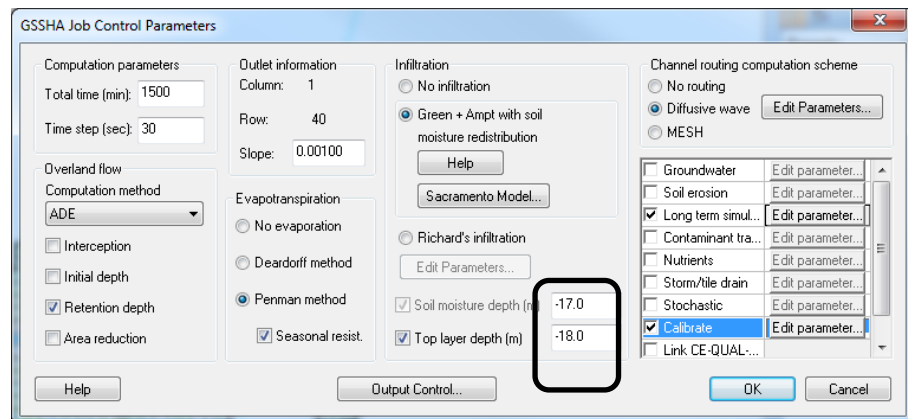 GSSHA Job Control Parameters
Computation parameters
Total time (min): 1500
Time step (sec): 30
Overland flow
Computation method
ADE
Interception
Initial depth
Retention depth
Area reduction
Outlet information
Column: 1
Row: 40
Slope: 0.00100
Evapotranspiration
No evaporation
Deardorff method
Penman method
Seasonal resist.
Infiltration
No infiltration
Green + Ampt with soil
moisture redistribution
Help
Sacramento Model...
Richard's infiltration
Edit Parameters...
Soil moisture depth (m) -17.0
Top layer depth (m) -18.0
Channel routing computation scheme
No routing
Diffusive wave Edit Parameters...
MESH
Groundwater Edit parameter...
Soil erosion Edit parameter...
Long term simul... Edit parameter...
Contaminant tra... Edit parameter...
Nutrients Edit parameter...
Storm/tile drain Edit parameter...
Stochastic Edit parameter...
Calibrate Edit parameter...
Link CE-QUAL-...
Help
Output Control...
OK
Cancel